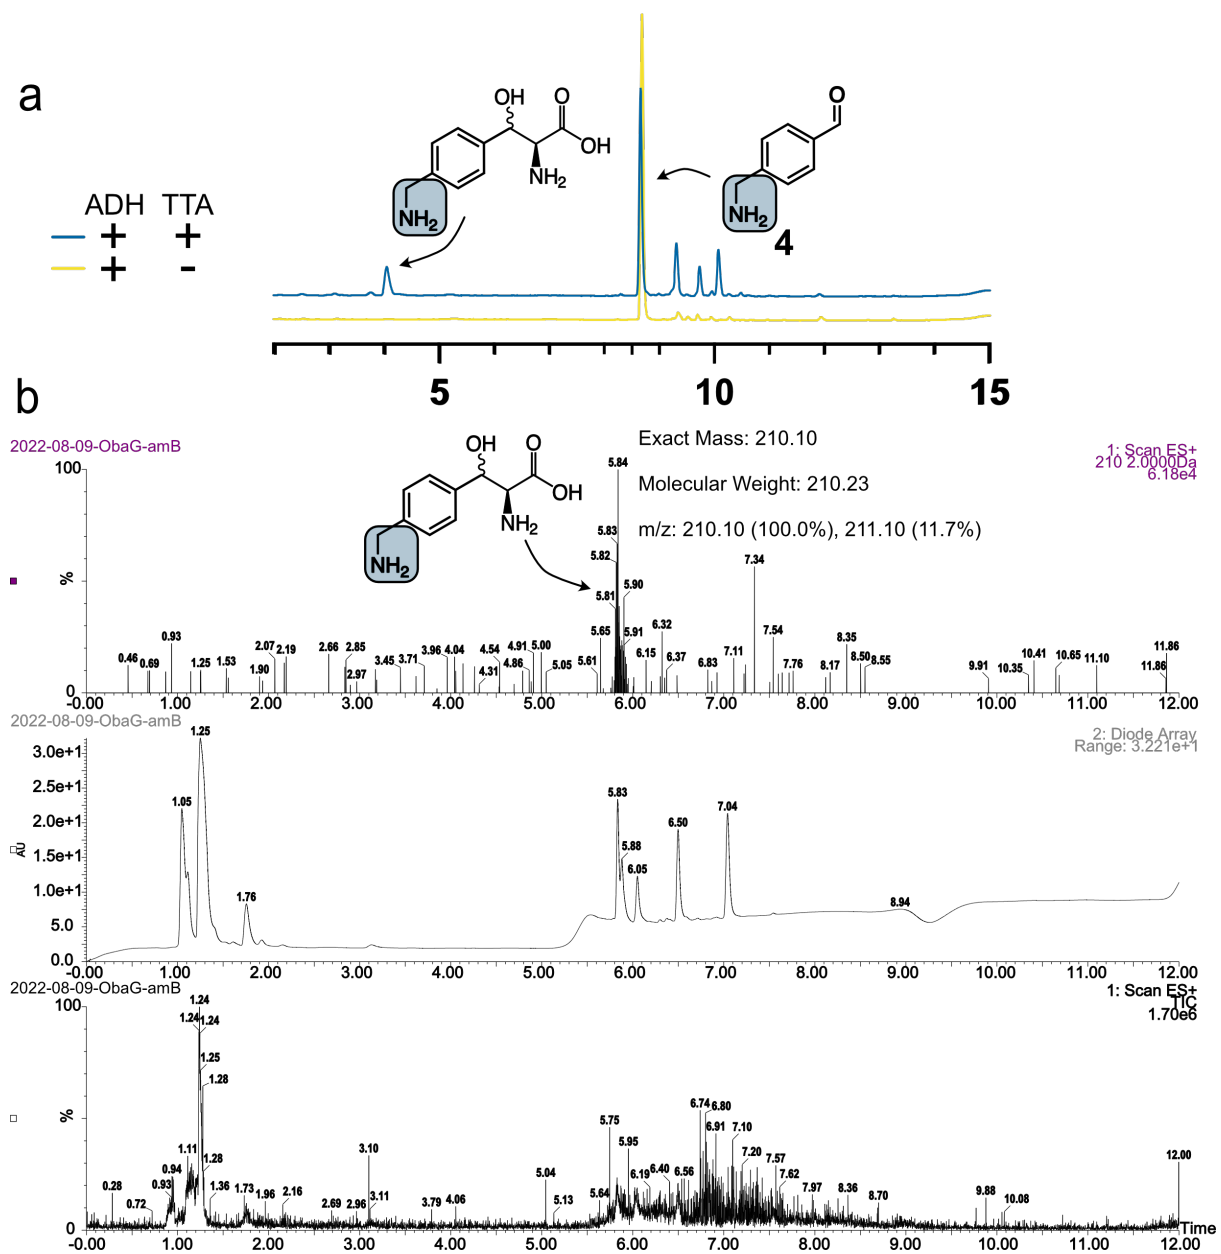 a
OH
O
OH
NH2
NH2
O
NH2
4
ADH TTA
+ +
+ -
5 10 15
b
2022-08-09-ObaG-amB
1: Scan ES+
210 2.0000Da
6.18e4
Exact Mass: 210.10
Molecular Weight: 210.23
m/z: 210.10 (100.0%), 211.10 (11.7%)
OH
O
OH
NH2
NH2
100
%
0
0.46 0.69 0.93 1.25 1.53 1.90 2.07 2.19 2.66 2.85 2.97 3.45 3.71 3.96 4.04 4.31 4.54 4.86 4.91 5.00 5.05 5.61 5.65 5.81 5.82 5.83 5.84 5.90 5.91 6.15 6.32 6.37 6.83 7.11 7.34 7.54 7.76 8.17 8.35 8.50 8.55 9.91 10.35 10.41 10.65 11.10 11.86 11.86
-0.00 1.00 2.00 3.00 4.00 5.00 6.00 7.00 8.00 9.00 10.00 11.00 12.00
2022-08-09-ObaG-amB
2: Diode Array
Range: 3.221e+1
AU
3.0e+1
2.5e+1
2.0e+1
1.5e+1
1.0e+1
5.0
0.0
1.05 1.25 1.76 5.83 5.88 6.05 6.50 7.04 8.94
-0.00 1.00 2.00 3.00 4.00 5.00 6.00 7.00 8.00 9.00 10.00 11.00 12.00
2022-08-09-ObaG-amB
1: Scan ES+
TIC
1.70e6
100
%
0
0.28 0.72 0.93 0.94 1.11 1.24 1.24 1.24 1.25 1.28 1.28 1.36 1.73 1.96 2.16 2.69 2.96 3.10 3.11 3.79 4.06 5.04 5.13 5.64 5.75 5.95 6.19 6.40 6.56 6.74 6.80 6.91 7.10 7.20 7.57 7.62 7.97 8.36 8.70 9.88 10.08 12.00
Time
-0.00 1.00 2.00 3.00 4.00 5.00 6.00 7.00 8.00 9.00 10.00 11.00 12.00